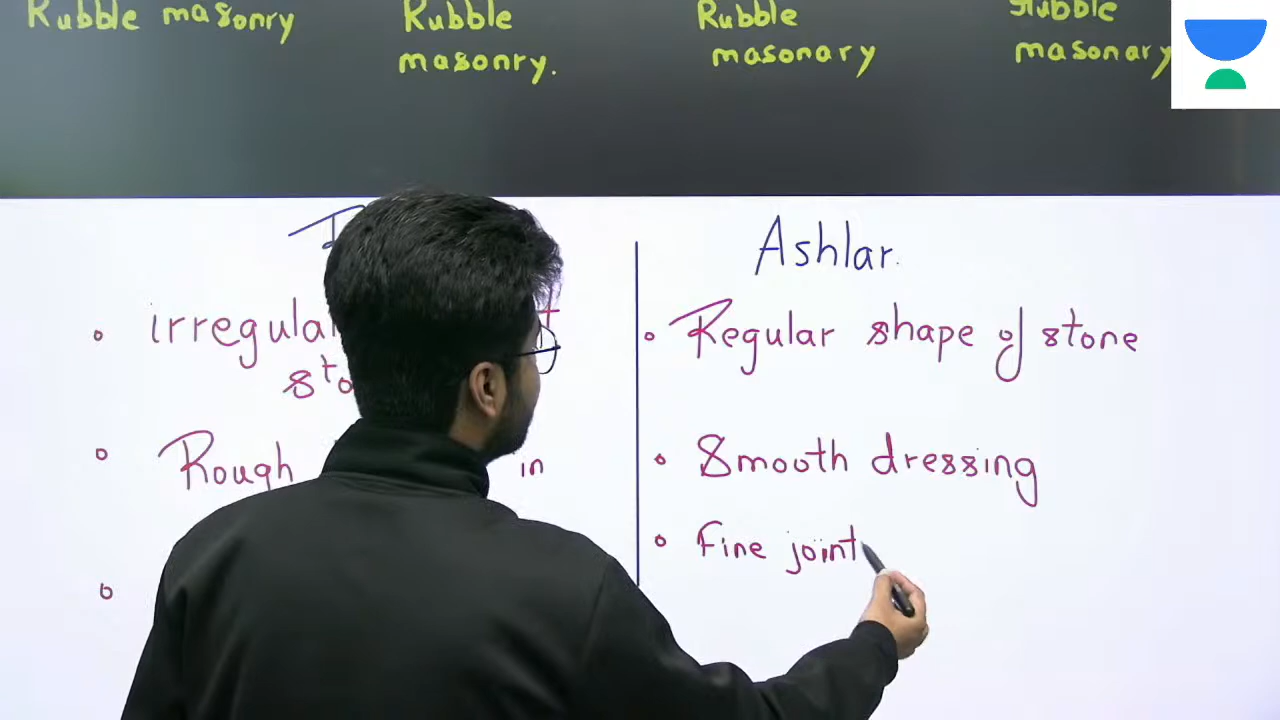 Rubble masonry
Rubble
masonry.
Rubble
masonary
Rubble
masonary
Ashlar.
irregular
Regular shape of stone
Rough
in
Smooth dressing
Fine joint